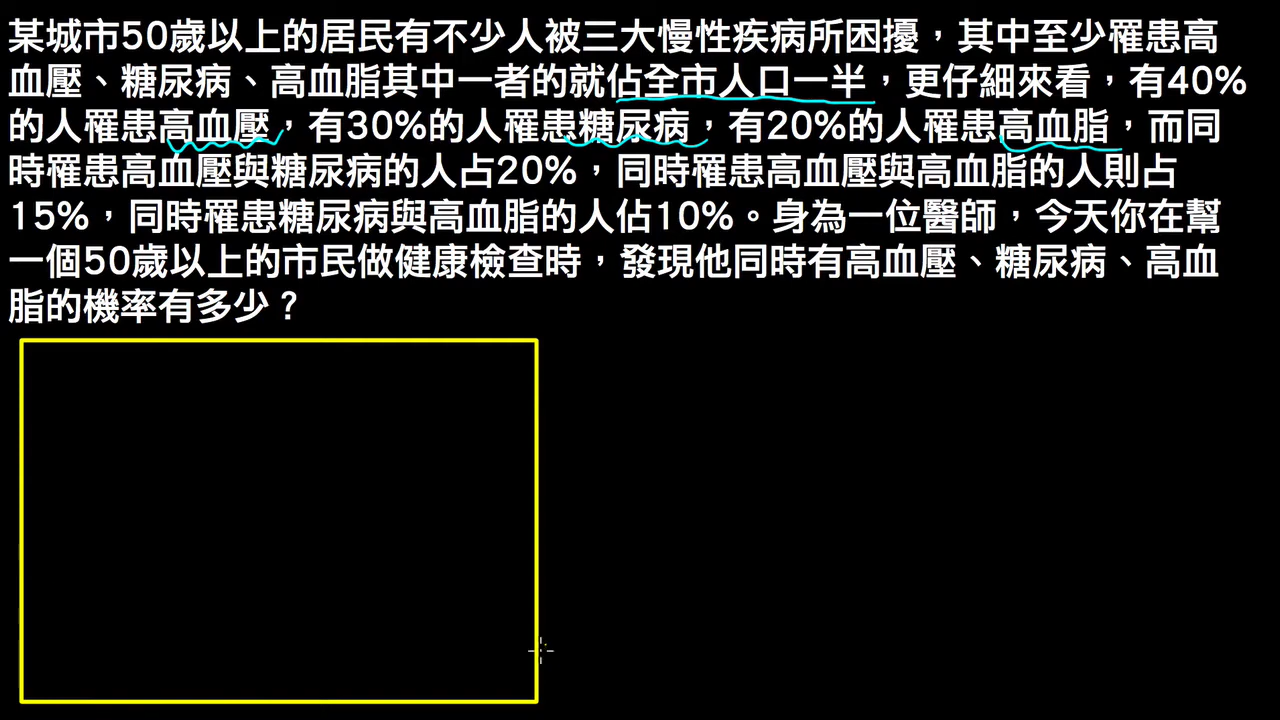 某城市50歲以上的居民有不少人被三大慢性疾病所困擾，其中至少罹患高
血壓、糖尿病、高血脂其中一者的就佔全市人口一半，更仔細來看，有40%
的人罹患高血壓，有30%的人罹患糖尿病，有20%的人罹患高血脂，而同
時罹患高血壓與糖尿病的人占20%，同時罹患高血壓與高血脂的人則占
15%，同時罹患糖尿病與高血脂的人佔10%。身為一位醫師，今天你在幫
一個50歲以上的市民做健康檢查時，發現他同時有高血壓、糖尿病、高血
脂的機率有多少？